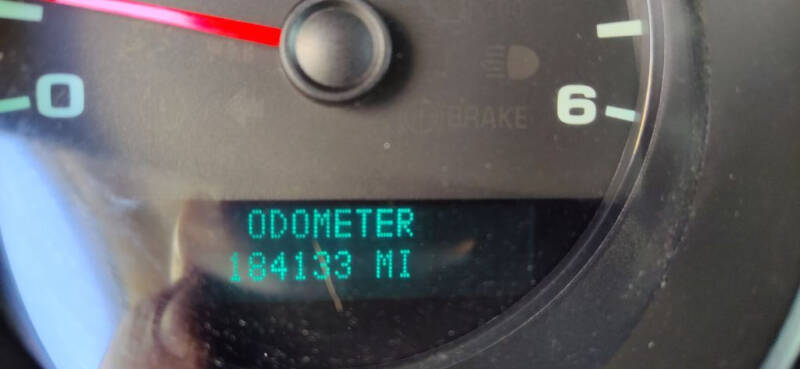 0
6
BRAKE
ODOMETER
184133 MI